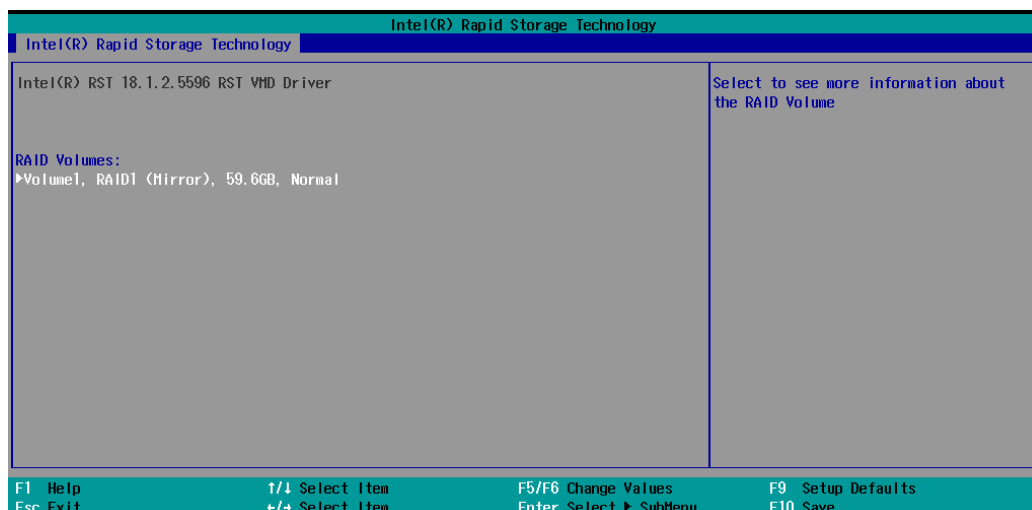 Intel(R) Rapid Storage Technology
Intel(R) Rapid Storage Technology
Intel(R) RST 18.1.2.5596 RST VMD Driver
Select to see more information about
the RAID Volume
RAID Volumes:
▶Volume1, RAID1 (Mirror), 59.6GB, Normal
F1 Help ↑/↓ Select Item F5/F6 Change Values F9 Setup Defaults
Esc Exit ←/→ Select Item Enter Select ▶ SubMenu F10 Save